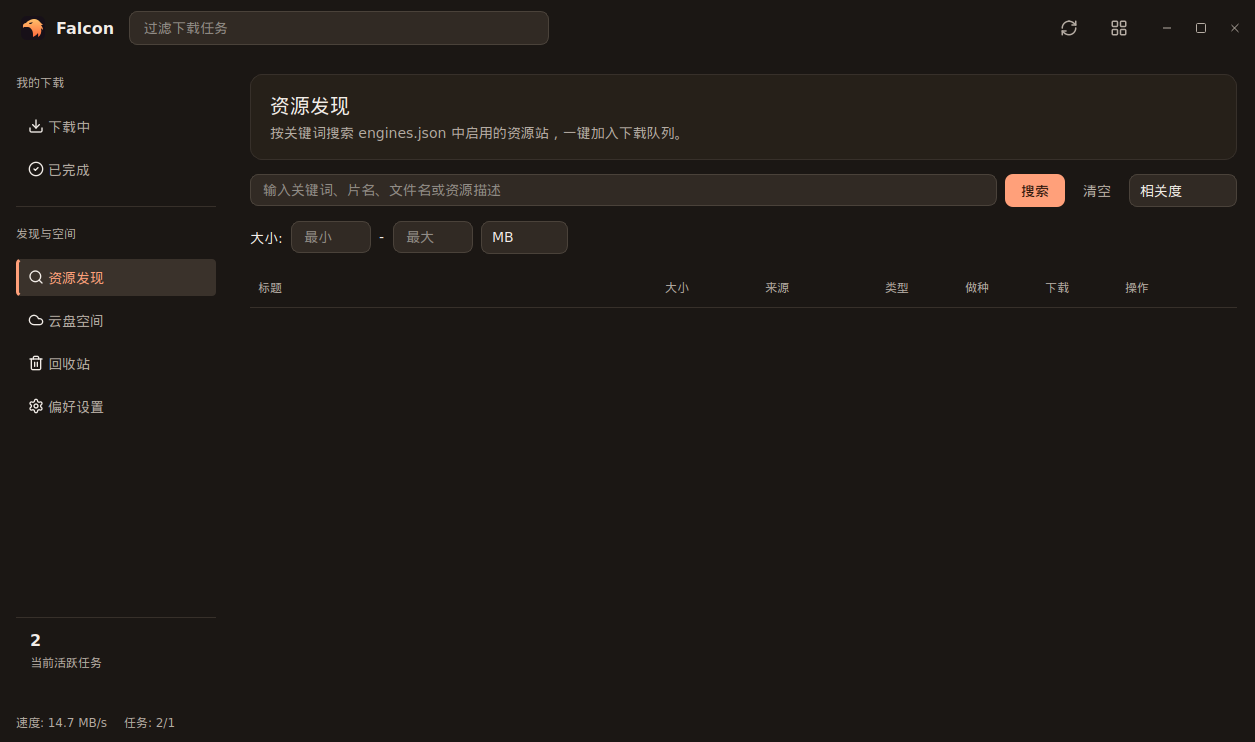 Falcon
过滤下载任务
我的下载
下载中
已完成
发现与空间
资源发现
云盘空间
回收站
偏好设置
2
当前活跃任务
速度: 14.7 MB/s 任务: 2/1
资源发现
按关键词搜索 engines.json 中启用的资源站，一键加入下载队列。
输入关键词、片名、文件名或资源描述 搜索 清空 相关度
大小: 最小 - 最大 MB
标题 大小 来源 类型 做种 下载 操作